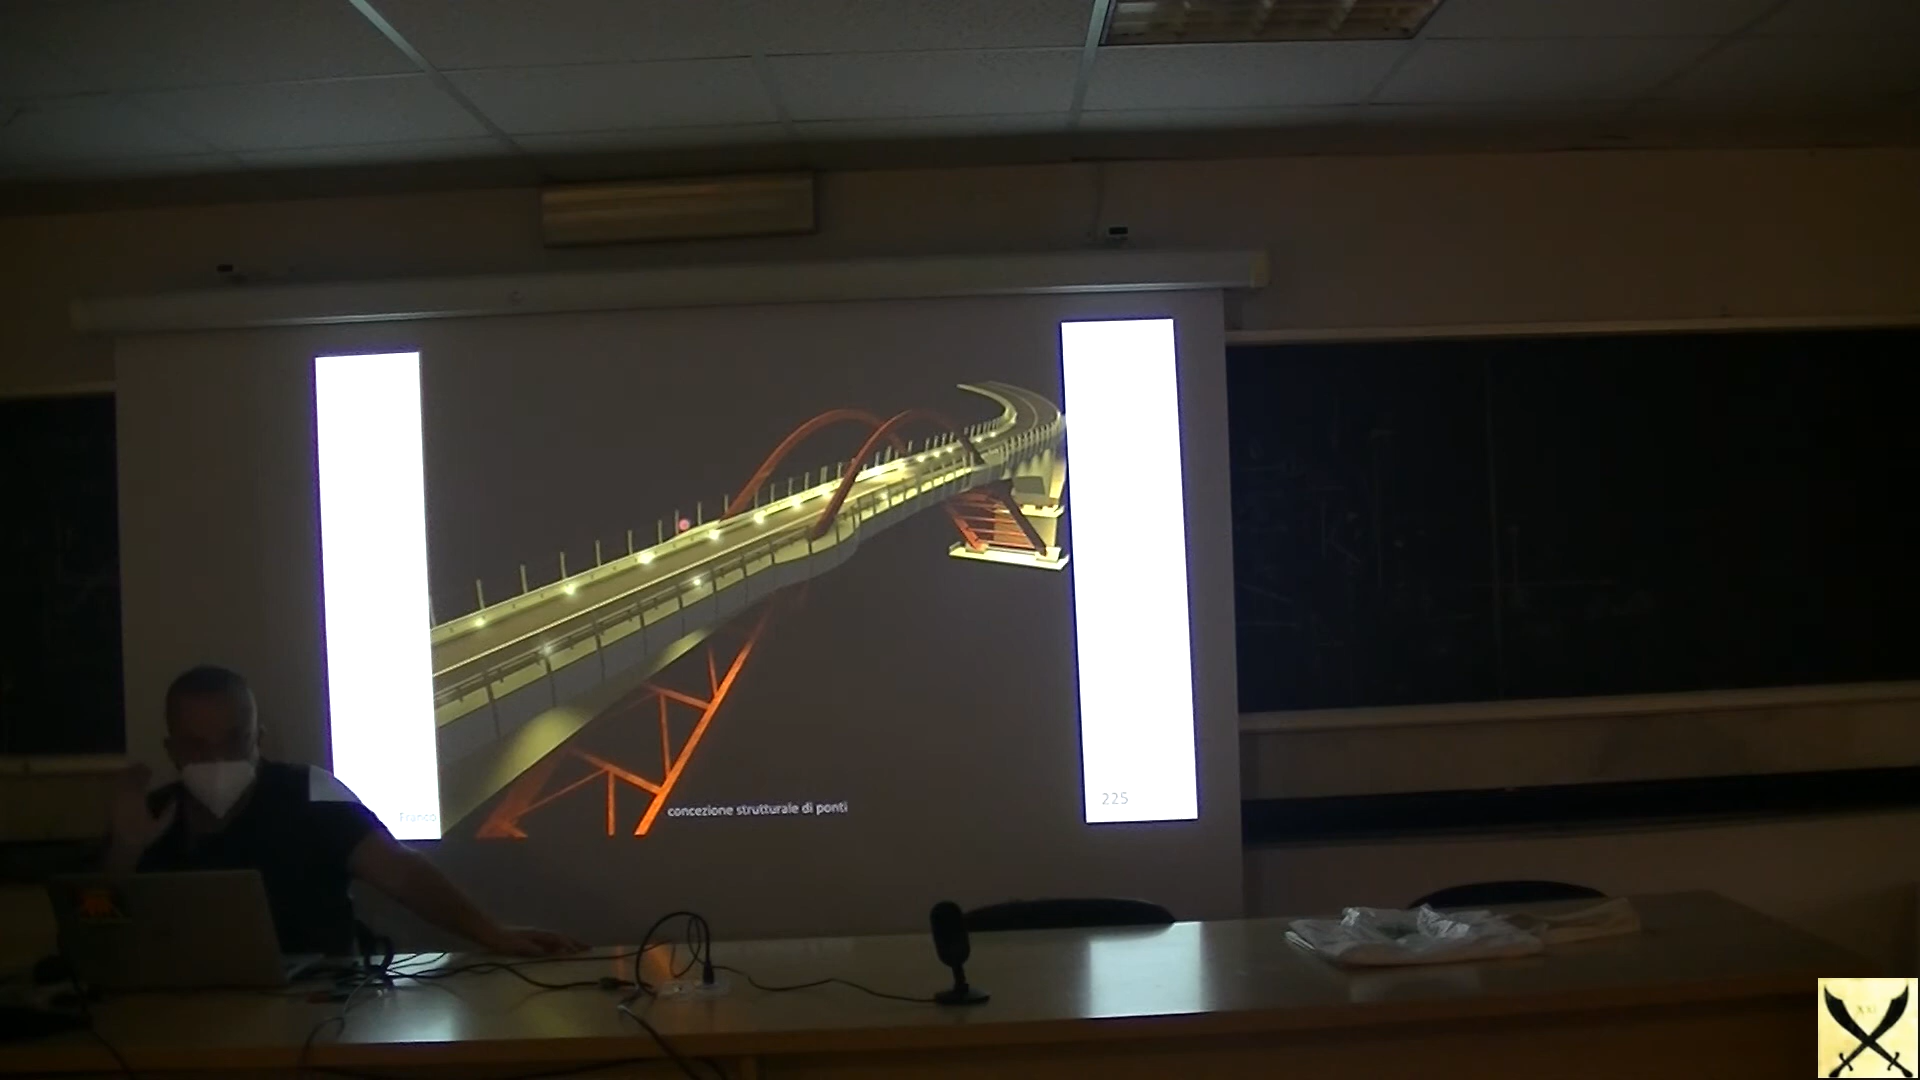 Franco
concezione strutturale di ponti
225